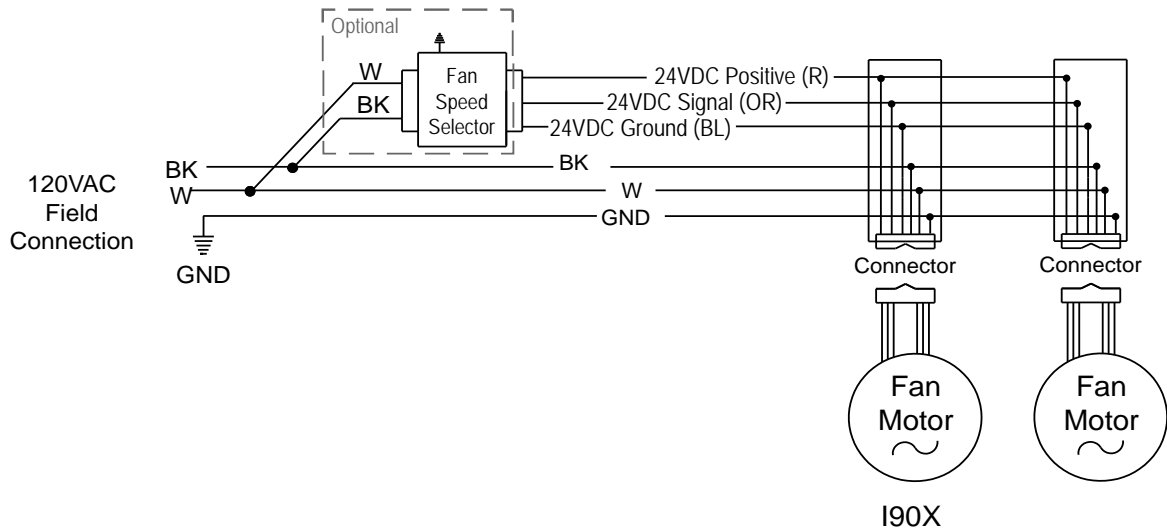 Optional
W
BK
Fan
Speed
Selector
24VDC Positive (R)
24VDC Signal (OR)
24VDC Ground (BL)
BK
W
BK
W
GND
120VAC
Field
Connection
GND
Connector
Connector
Fan
Motor
Fan
Motor
I90X